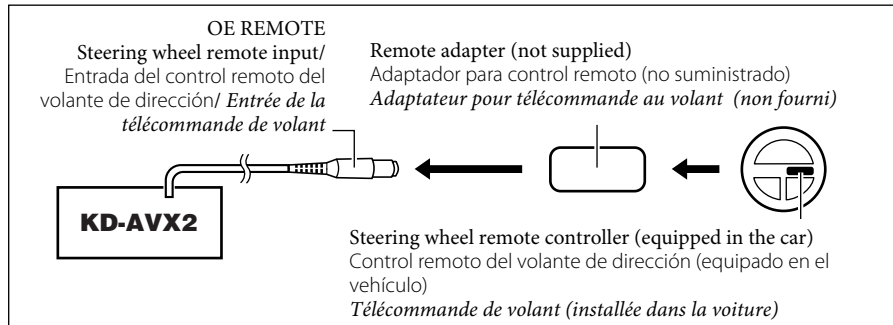 OE REMOTE
Steering wheel remote input/
Entrada del control remoto del
volante de dirección/ Entrée de la
télécommande de volant
Remote adapter (not supplied)
Adaptador para control remoto (no suministrado)
Adaptateur pour télécommande au volant (non fourni)
KD-AVX2
Steering wheel remote controller (equipped in the car)
Control remoto del volante de dirección (equipado en el
vehículo)
Télécommande de volant (installée dans la voiture)